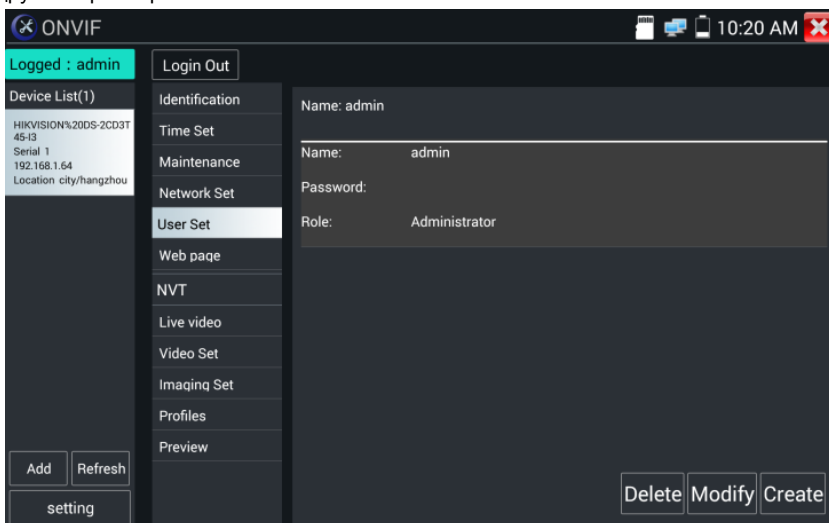 ONVIF
10:20 AM
Logged : admin
Login Out
Device List(1)
HIKVISION%20DS-2CD3T
45-I3
Serial 1
192.168.1.64
Location city/hangzhou
Identification
Time Set
Maintenance
Network Set
User Set
Web page
NVT
Live video
Video Set
Imaging Set
Profiles
Preview
Name: admin
Name: admin
Password:
Role: Administrator
Add Refresh
setting
Delete Modify Create